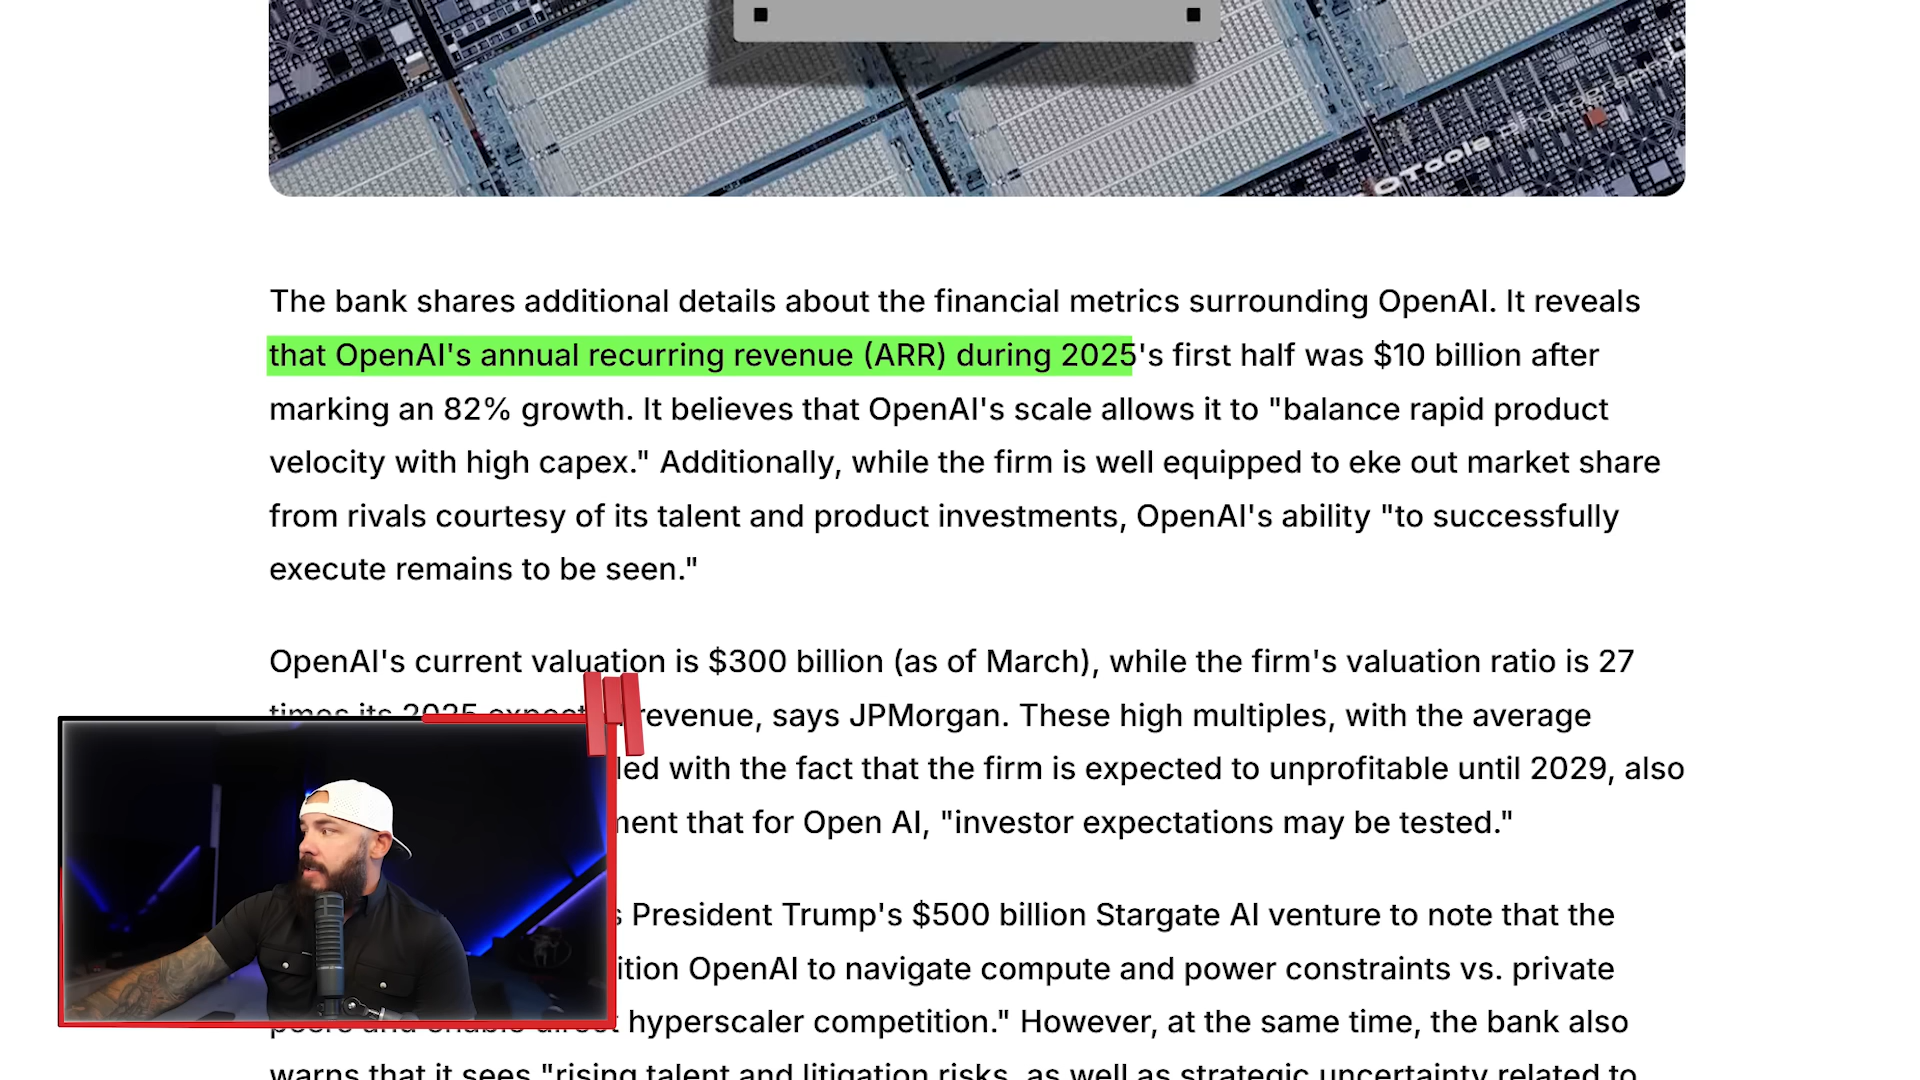 OTools photography
The bank shares additional details about the financial metrics surrounding OpenAI. It reveals
that OpenAI's annual recurring revenue (ARR) during 2025's first half was $10 billion after
marking an 82% growth. It believes that OpenAI's scale allows it to "balance rapid product
velocity with high capex." Additionally, while the firm is well equipped to eke out market share
from rivals courtesy of its talent and product investments, OpenAI's ability "to successfully
execute remains to be seen."
OpenAI's current valuation is $300 billion (as of March), while the firm's valuation ratio is 27
times its 2025 revenue, says JPMorgan. These high multiples, with the average
with the fact that the firm is expected to unprofitable until 2029, also
that for Open AI, "investor expectations may be tested."
President Trump's $500 billion Stargate AI venture to note that the
OpenAI to navigate compute and power constraints vs. private
hyperscaler competition." However, at the same time, the bank also
warns that it sees "rising talent and litigation risks, as well as strategic uncertainty related to